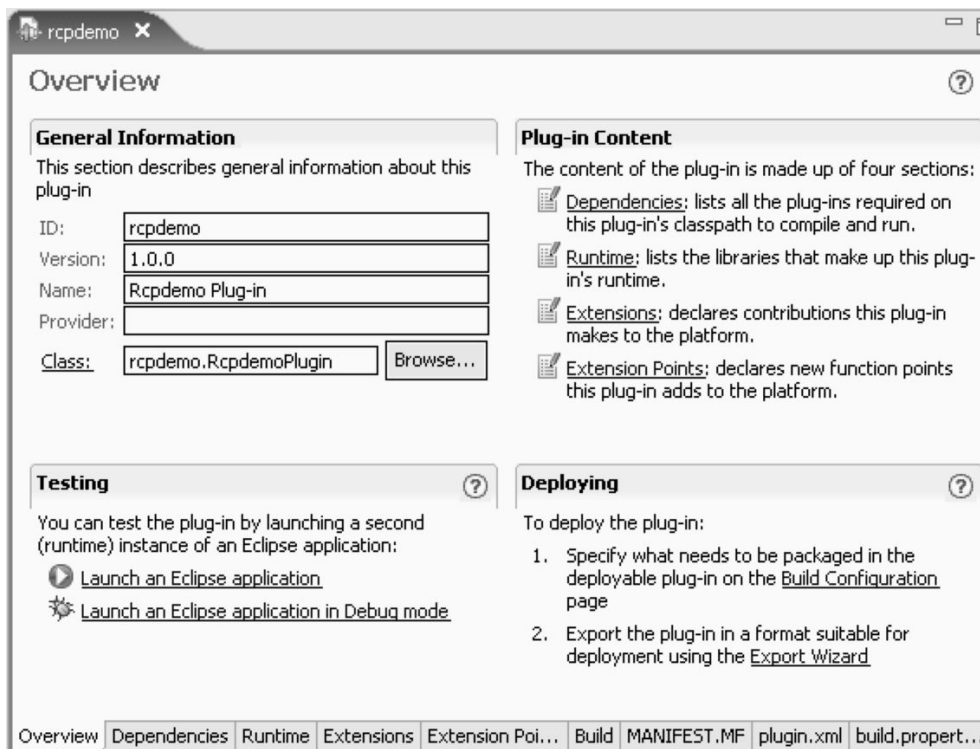 rcpdemo
Overview
General Information
This section describes general information about this
plug-in
ID: rcpdemo
Version: 1.0.0
Name: Rcpdemo Plug-in
Provider:
Class: rcpdemo.RcpdemoPlugin Browse...
Plug-in Content
The content of the plug-in is made up of four sections:
Dependencies: lists all the plug-ins required on
this plug-in's classpath to compile and run.
Runtime: lists the libraries that make up this plug-
in's runtime.
Extensions: declares contributions this plug-in
makes to the platform.
Extension Points: declares new function points
this plug-in adds to the platform.
Testing
You can test the plug-in by launching a second
(runtime) instance of an Eclipse application:
Launch an Eclipse application
Launch an Eclipse application in Debug mode
Deploying
To deploy the plug-in:
1. Specify what needs to be packaged in the
deployable plug-in on the Build Configuration
page
2. Export the plug-in in a format suitable for
deployment using the Export Wizard
Overview Dependencies Runtime Extensions Extension Poi... Build MANIFEST.MF plugin.xml build.propert...